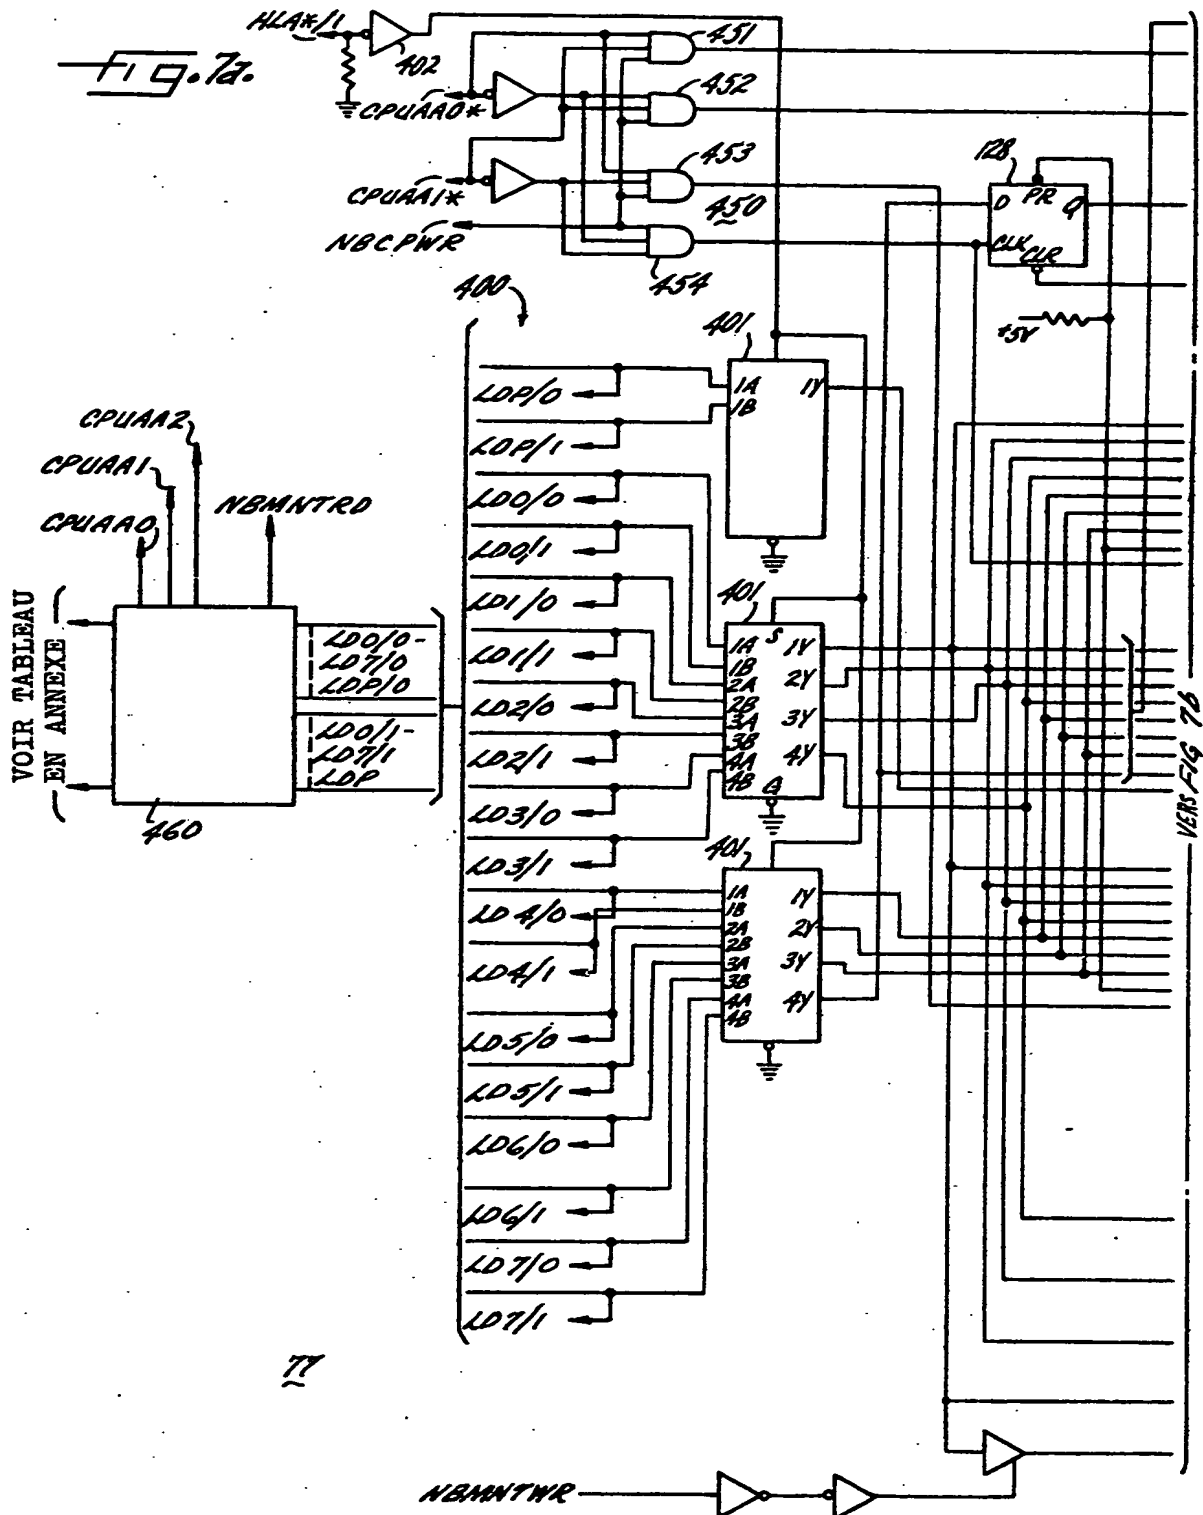 HLA*/1
402
Fig. 7a.
451
CPUAA0*
452
453
128
CPUAA1*
450
D PR Q
CLK
CLR
NBCPWR
454
400
401
+5V
LDP/0
1A 1Y
1B
LDP/1
CPUAA2
CPUAA1
NBMNTRD
CPUAA0
LD0/0
LD0/1
LD1/0
401
S
1A 1Y
1B
2A 2Y
2B
3A 3Y
3B
4A 4Y
4B
G
LD1/1
LD2/0
LD2/1
LD3/0
LD3/1
VOIR TABLEAU
EN ANNEXE
LD0/0-
LD7/0
LDP/0
LD0/1-
LD7/1
LDP
460
VERS FIG 7b
401
1A 1Y
1B
2A 2Y
2B
3A 3Y
3B
4A 4Y
4B
LD4/0
LD4/1
LD5/0
LD5/1
LD6/0
LD6/1
LD7/0
LD7/1
77
NBMNTWR